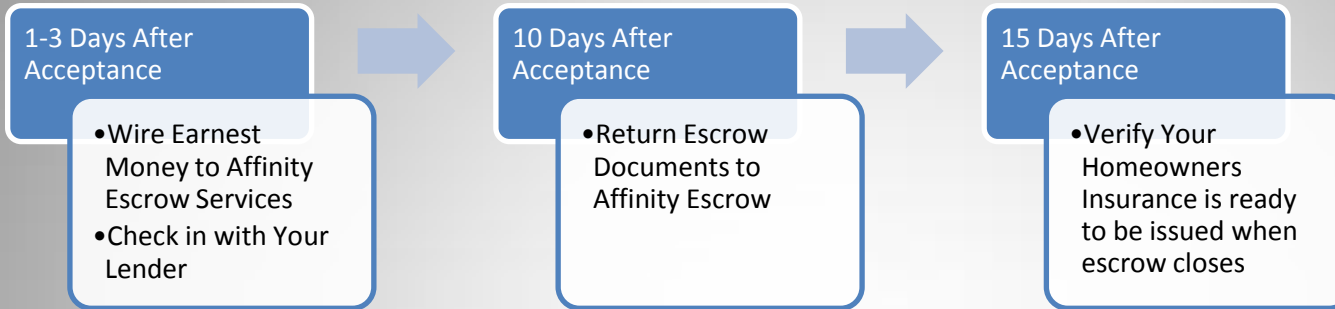 1-3 Days After
Acceptance
•Wire Earnest
Money to Affinity
Escrow Services
•Check in with Your
Lender
10 Days After
Acceptance
•Return Escrow
Documents to
Affinity Escrow
15 Days After
Acceptance
•Verify Your
Homeowners
Insurance is ready
to be issued when
escrow closes